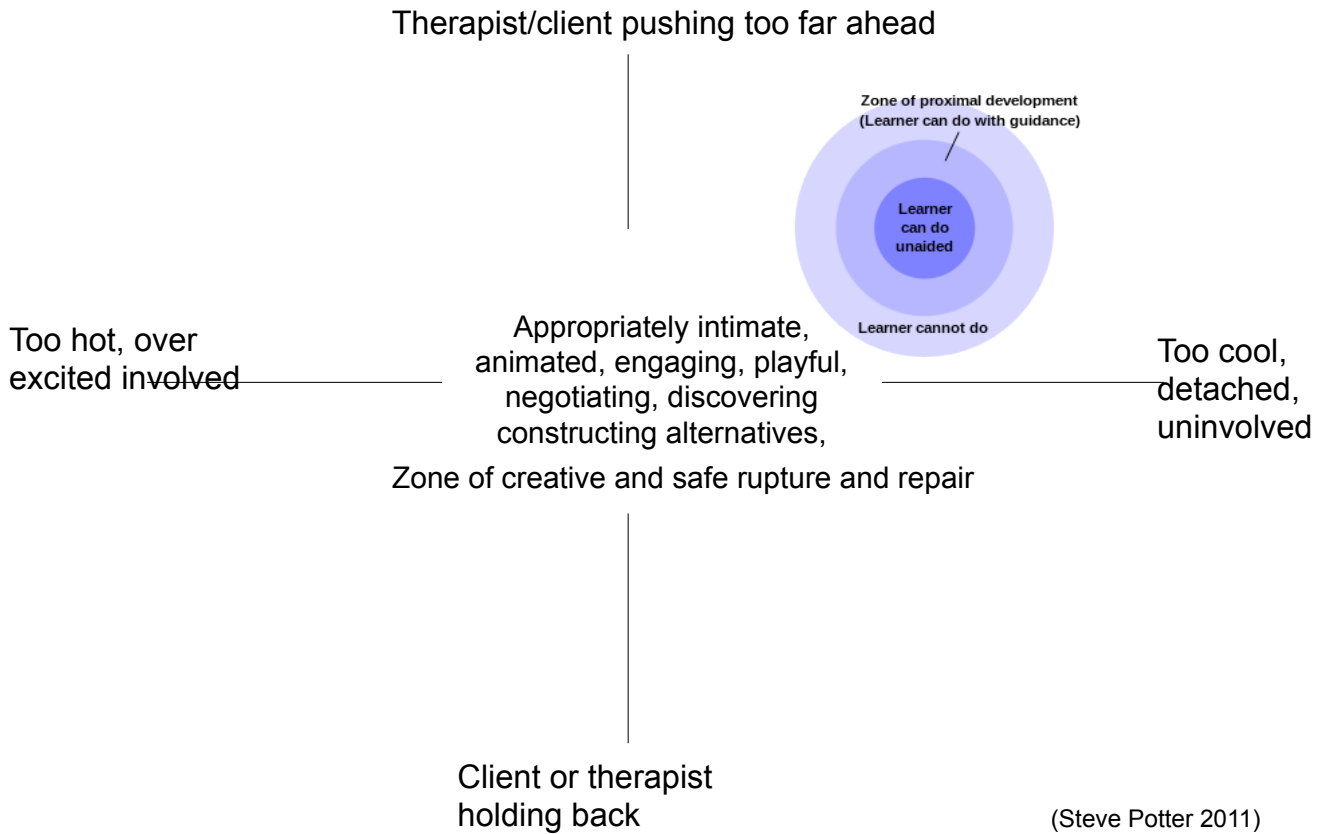 Therapist/client pushing too far ahead
Zone of proximal development
(Learner can do with guidance)
Learner
can do
unaided
Learner cannot do
Too hot, over
excited involved
Appropriately intimate,
animated, engaging, playful,
negotiating, discovering
constructing alternatives,
Zone of creative and safe rupture and repair
Too cool,
detached,
uninvolved
Client or therapist
holding back
(Steve Potter 2011)